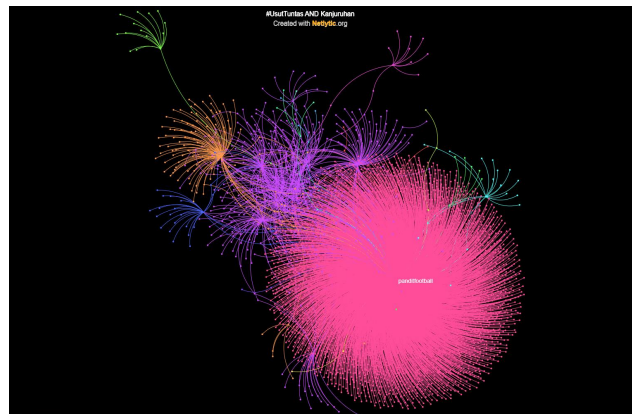 #UsutTuntas AND Kanjuruhan
Created with Netlytic.org
panditfootball